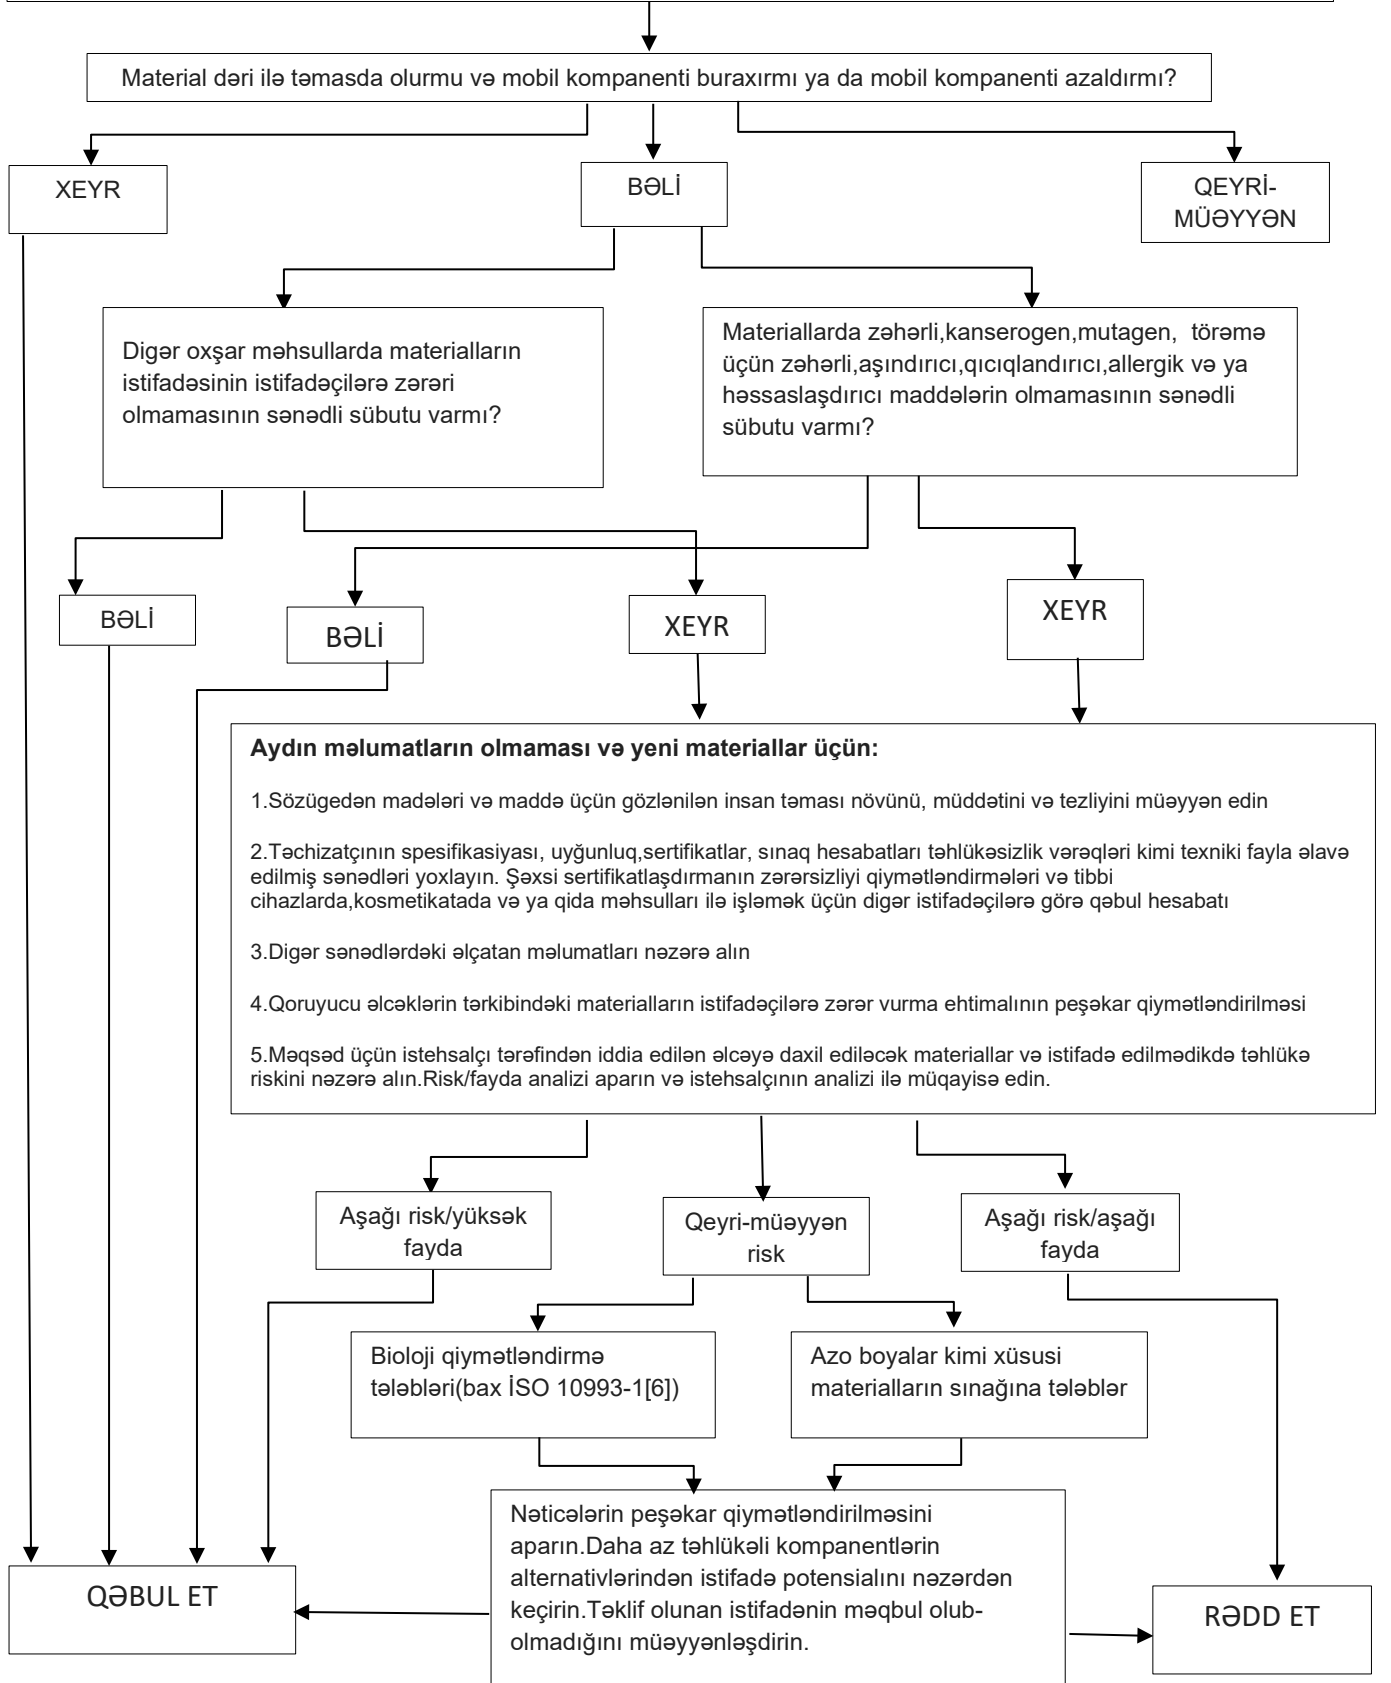 Material dəri ilə təmasda olurmu və mobil kompanenti buraxırmı ya da mobil kompanenti azaldırmı?
XEYR
BƏLİ
QEYRİ-
MÜƏYYƏN
Digər oxşar məhsullarda materialların
istifadəsinin istifadəçilərə zərəri
olmamasının sənədli sübutu varmı?
Materiallarda zəhərli,kanserogen,mutagen, törəmə
üçün zəhərli,aşındırıcı,qıcıqlandırıcı,allergik və ya
həssaslaşdırıcı maddələrin olmamasının sənədli
sübutu varmı?
BƏLİ
BƏLİ
XEYR
XEYR
Aydın məlumatların olmaması və yeni materiallar üçün:
1.Sözügedən madələri və maddə üçün gözlənilən insan təması növünü, müddətini və tezliyini müəyyən edin
2.Təchizatçının spesifikasiyası, uyğunluq,sertifikatlar, sınaq hesabatları təhlükəsizlik vərəqləri kimi texniki fayla əlavə
edilmiş sənədləri yoxlayın. Şəxsi sertifikatlaşdırmanın zərərsizliyi qiymətləndirmələri və tibbi
cihazlarda,kosmetikatada və ya qida məhsulları ilə işləmək üçün digər istifadəçilərə görə qəbul hesabatı
3.Digər sənədlərdəki əlçatan məlumatları nəzərə alın
4.Qoruyucu əlcəklərin tərkibindəki materialların istifadəçilərə zərər vurma ehtimalının peşəkar qiymətləndirilməsi
5.Məqsəd üçün istehsalçı tərəfindən iddia edilən əlcəyə daxil ediləcək materiallar və istifadə edilmədikdə təhlükə
riskini nəzərə alın.Risk/fayda analizi aparın və istehsalçının analizi ilə müqayisə edin.
Aşağı risk/yüksək
fayda
Qeyri-müəyyən
risk
Aşağı risk/aşağı
fayda
Bioloji qiymətləndirmə
tələbləri(bax İSO 10993-1[6])
Azo boyalar kimi xüsusi
materialların sınağına tələblər
Nəticələrin peşəkar qiymətləndirilməsini
aparın.Daha az təhlükəli kompanentlərin
alternativlərindən istifadə potensialını nəzərdən
keçirin.Təklif olunan istifadənin məqbul olub-
olmadığını müəyyənləşdirin.
QƏBUL ET
RƏDD ET